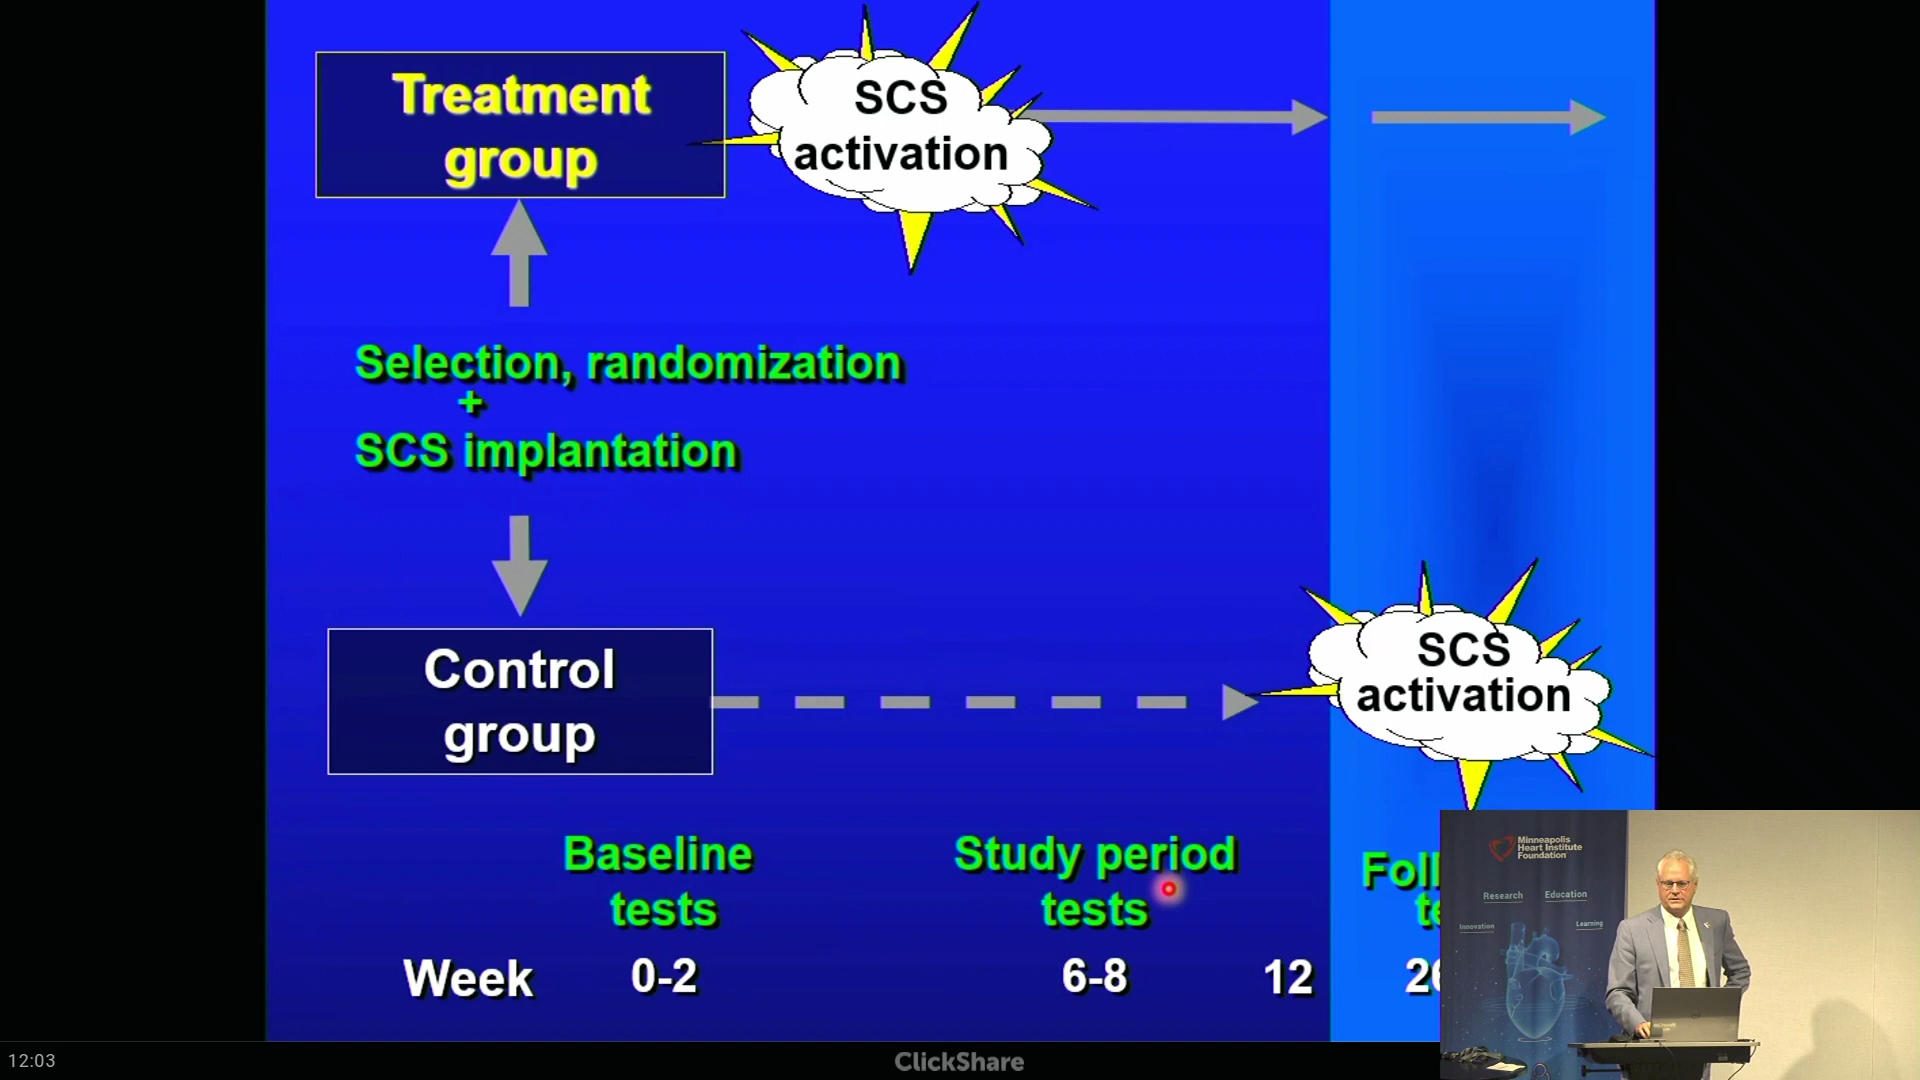 Treatment
group
SCS
activation
Selection, randomization
+
SCS implantation
Control
group
SCS
activation
Baseline
tests
Study period
tests
Week
0-2
6-8
12
Minneapolis
Heart Institute
Foundation
Research
Education
Innovation
Learning
12:03
ClickShare